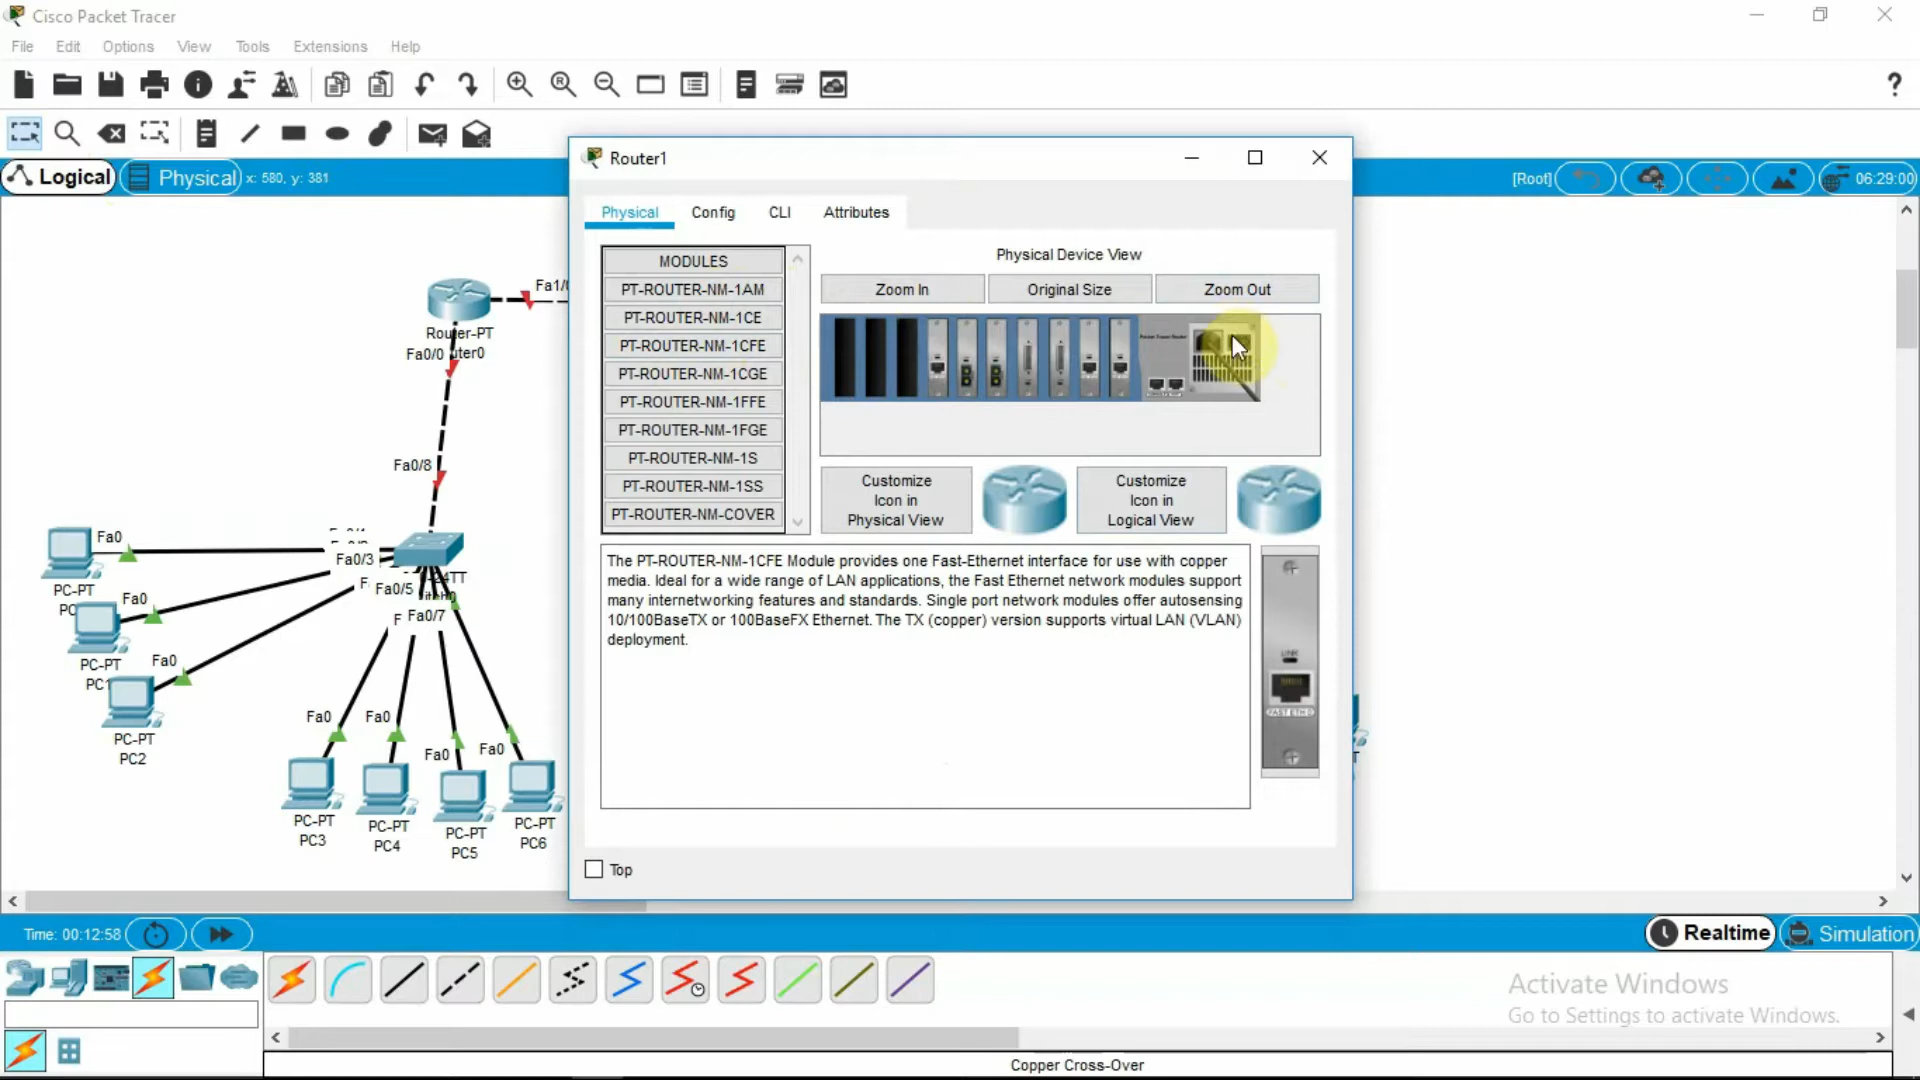 Cisco Packet Tracer
File Edit Options View Tools Extensions Help
?
Logical Physical x: 580, y: 381
[Root] 06:29:00
Router1
Physical Config CLI Attributes
MODULES
PT-ROUTER-NM-1AM
PT-ROUTER-NM-1CE
PT-ROUTER-NM-1CFE
PT-ROUTER-NM-1CGE
PT-ROUTER-NM-1FFE
PT-ROUTER-NM-1FGE
PT-ROUTER-NM-1S
PT-ROUTER-NM-1SS
PT-ROUTER-NM-COVER
Physical Device View
Zoom In Original Size Zoom Out
Customize
Icon in
Physical View
Customize
Icon in
Logical View
The PT-ROUTER-NM-1CFE Module provides one Fast-Ethernet interface for use with copper
media. Ideal for a wide range of LAN applications, the Fast Ethernet network modules support
many internetworking features and standards. Single port network modules offer autosensing
10/100BaseTX or 100BaseFX Ethernet. The TX (copper) version supports virtual LAN (VLAN)
deployment.
LINK
Top
Fa1/0
Router-PT
Fa0/0
Fa0/8
Fa0
Fa0/3
Fa0/5
Fa0/7
PC-PT
Fa0
PC-PT
PC1
Fa0
PC-PT
PC2
Fa0
PC-PT
PC3
Fa0
PC-PT
PC4
Fa0
PC-PT
PC5
Fa0
PC-PT
PC6
Time: 00:12:58
Realtime Simulation
Activate Windows
Go to Settings to activate Windows.
Copper Cross-Over